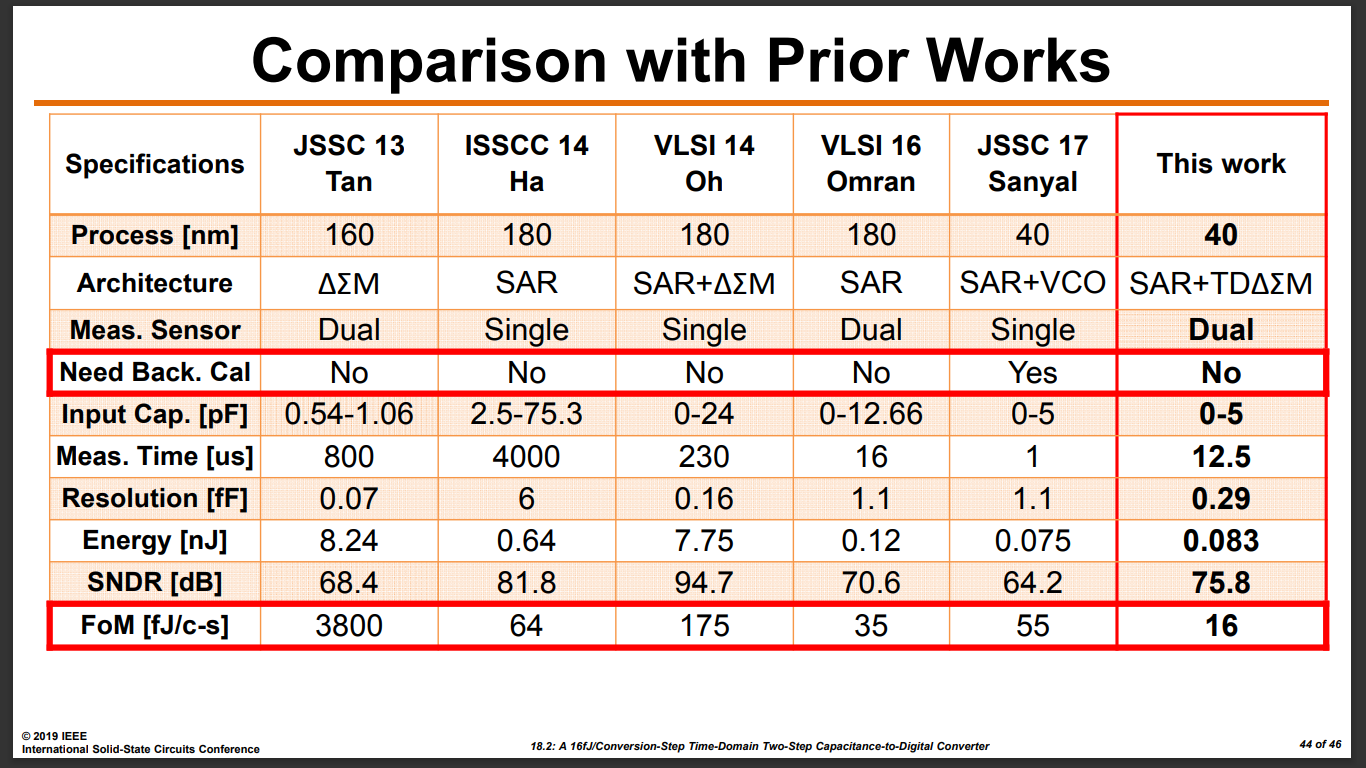 Comparison with Prior Works
Specifications JSSC 13 Tan ISSCC 14 Ha VLSI 14 Oh VLSI 16 Omran JSSC 17 Sanyal This work
Process [nm] 160 180 180 180 40 40
Architecture ΔΣM SAR SAR+ΔΣM SAR SAR+VCO SAR+TDΔΣM
Meas. Sensor Dual Single Single Dual Single Dual
Need Back. Cal No No No No Yes No
Input Cap. [pF] 0.54-1.06 2.5-75.3 0-24 0-12.66 0-5 0-5
Meas. Time [us] 800 4000 230 16 1 12.5
Resolution [fF] 0.07 6 0.16 1.1 1.1 0.29
Energy [nJ] 8.24 0.64 7.75 0.12 0.075 0.083
SNDR [dB] 68.4 81.8 94.7 70.6 64.2 75.8
FoM [fJ/c-s] 3800 64 175 35 55 16
© 2019 IEEE
International Solid-State Circuits Conference
18.2: A 16fJ/Conversion-Step Time-Domain Two-Step Capacitance-to-Digital Converter
44 of 46